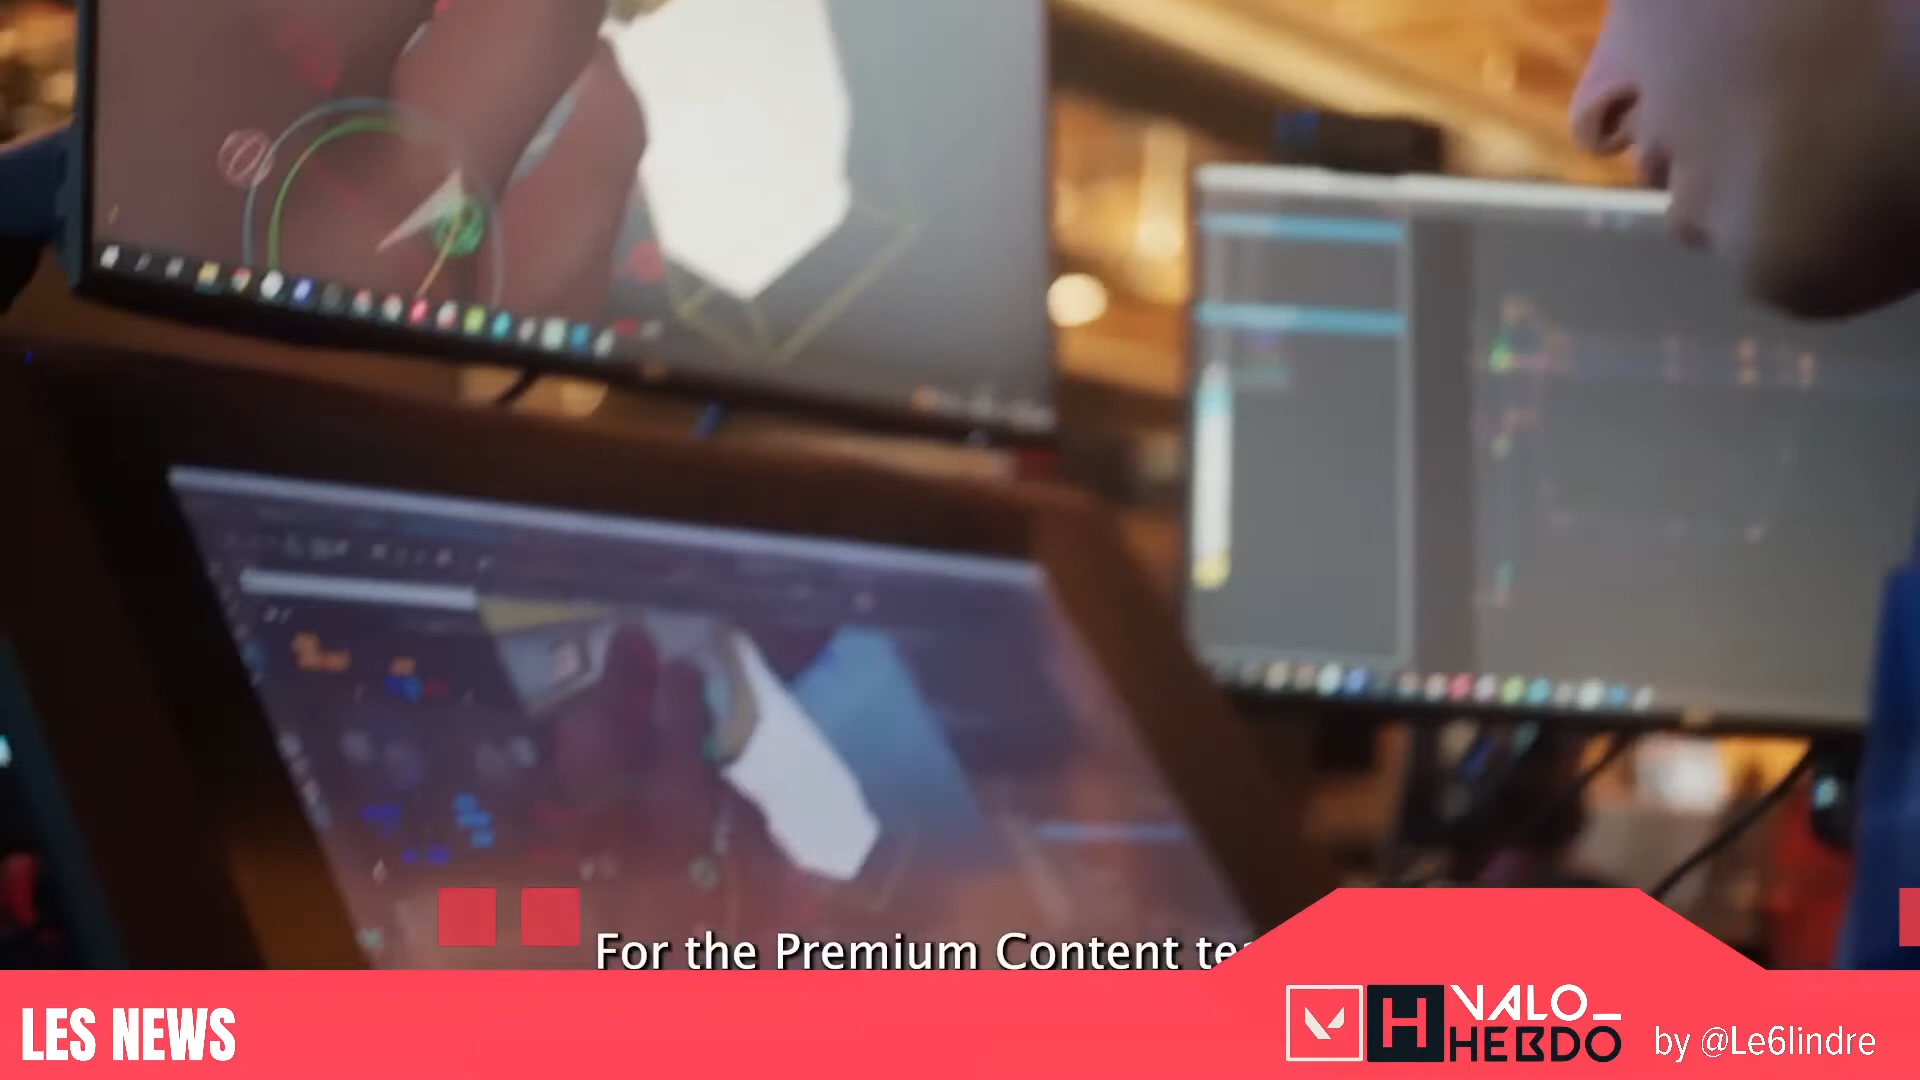 For the Premium Content te
LES NEWS
VALO_
HEBDO
by @Le6lindre